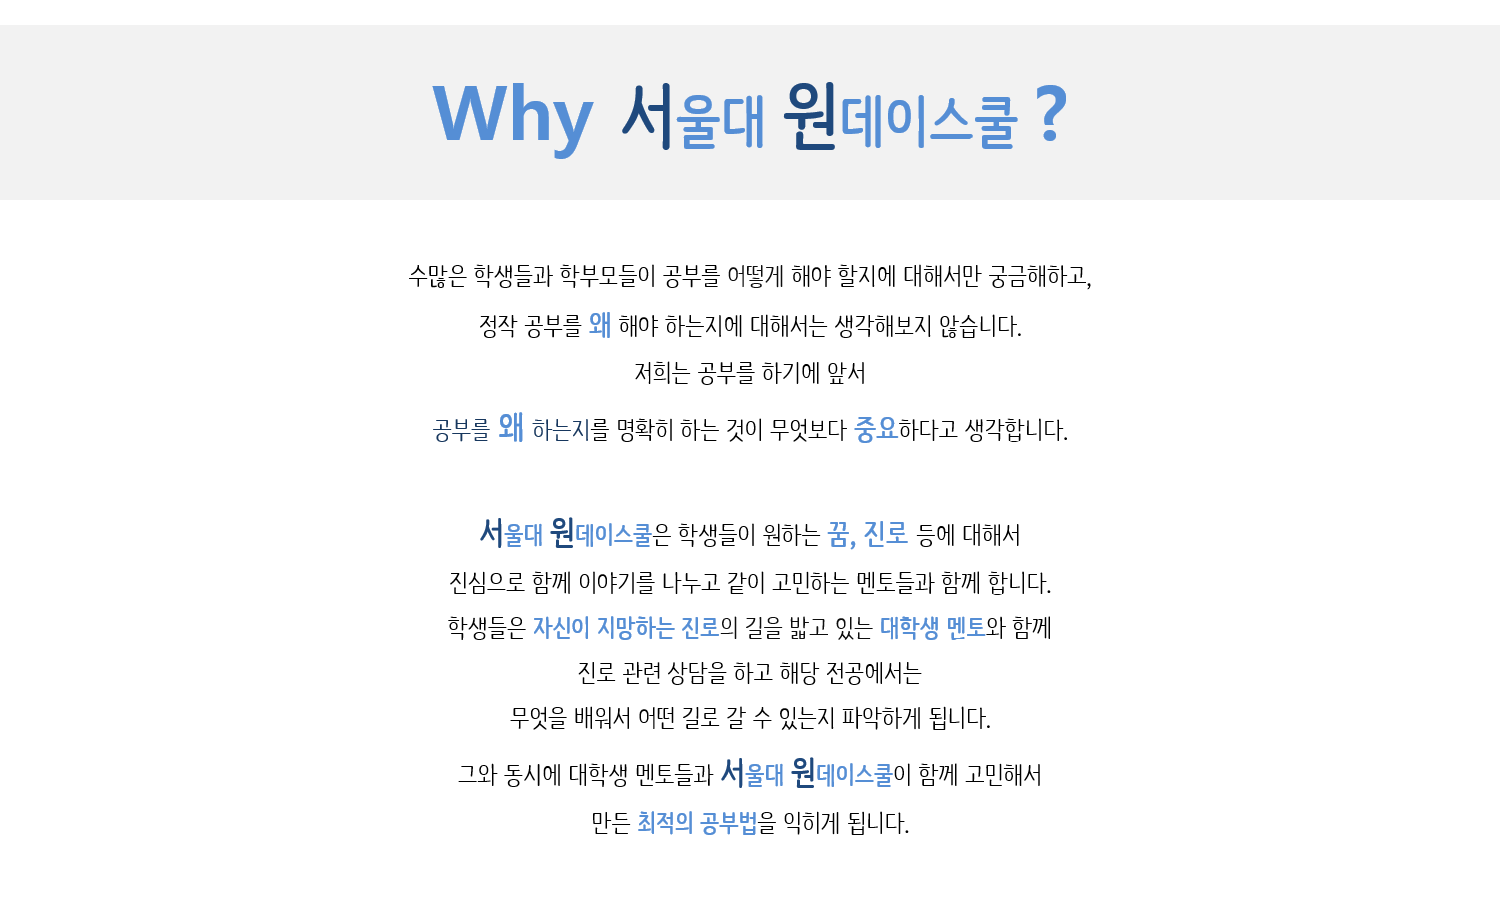 Why 서울대 원데이스쿨 ?
수많은 학생들과 학부모들이 공부를 어떻게 해야 할지에 대해서만 궁금해하고,
정작 공부를 왜 해야 하는지에 대해서는 생각해보지 않습니다.
저희는 공부를 하기에 앞서
공부를 왜 하는지를 명확히 하는 것이 무엇보다 중요하다고 생각합니다.
서울대 원데이스쿨은 학생들이 원하는 꿈, 진로 등에 대해서
진심으로 함께 이야기를 나누고 같이 고민하는 멘토들과 함께 합니다.
학생들은 자신이 지망하는 진로의 길을 밟고 있는 대학생 멘토와 함께
진로 관련 상담을 하고 해당 전공에서는
무엇을 배워서 어떤 길로 갈 수 있는지 파악하게 됩니다.
그와 동시에 대학생 멘토들과 서울대 원데이스쿨이 함께 고민해서
만든 최적의 공부법을 익히게 됩니다.